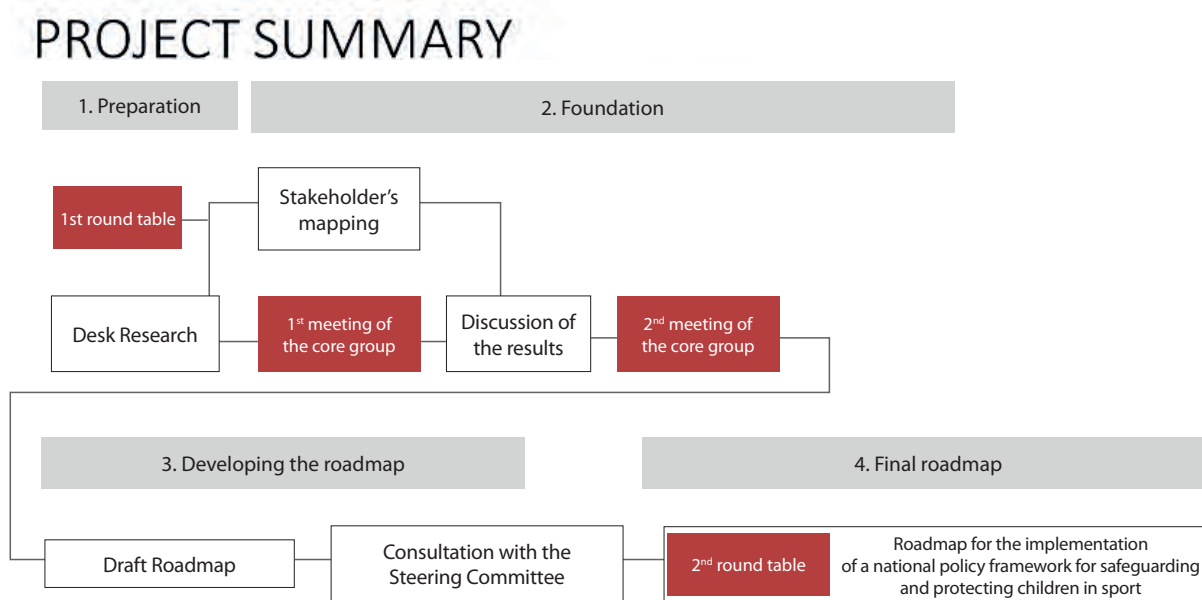 PROJECT SUMMARY
1. Preparation
2. Foundation
1st round table
Stakeholder’s
mapping
Desk Research
1st meeting of
the core group
Discussion of
the results
2nd meeting of
the core group
3. Developing the roadmap
4. Final roadmap
Draft Roadmap
Consultation with the
Steering Committee
2nd round table
Roadmap for the implementation
of a national policy framework for safeguarding
and protecting children in sport